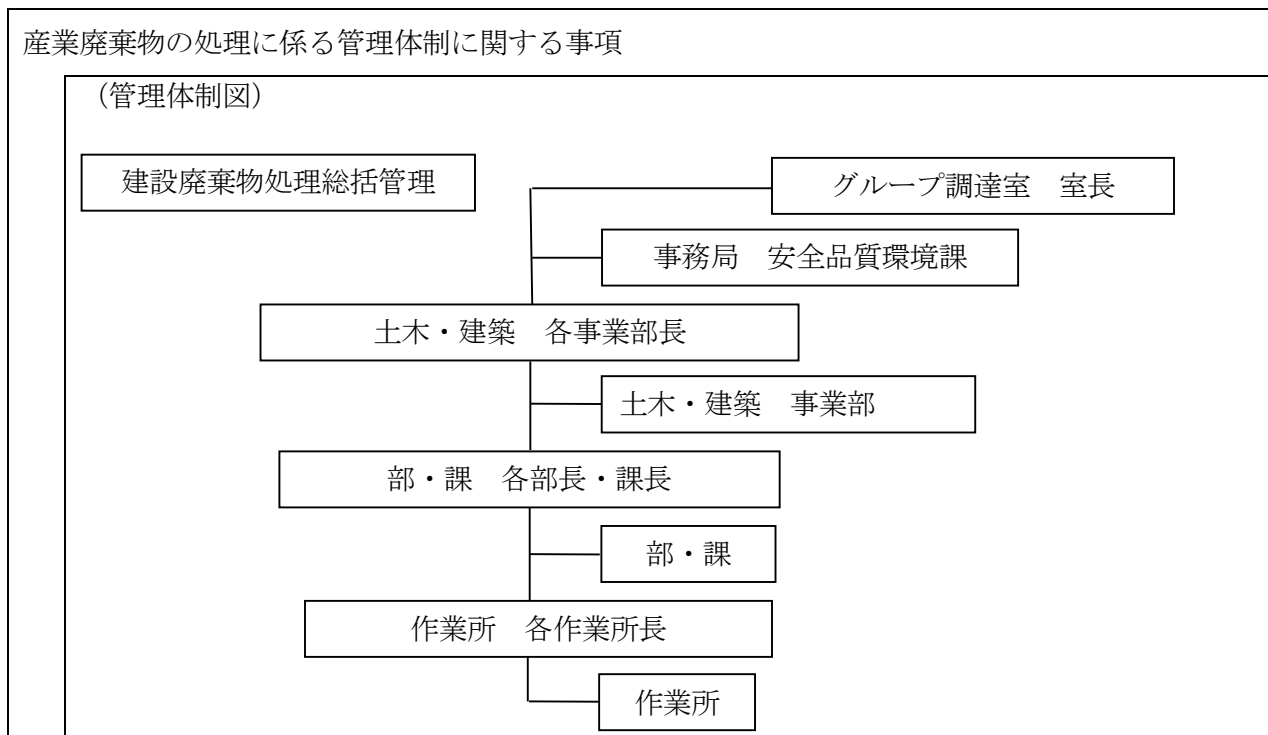 産業廃棄物の処理に係る管理体制に関する事項
（管理体制図）
建設廃棄物処理総括管理
グループ調達室　室長
事務局　安全品質環境課
土木・建築　各事業部長
土木・建築　事業部
部・課　各部長・課長
部・課
作業所　各作業所長
作業所